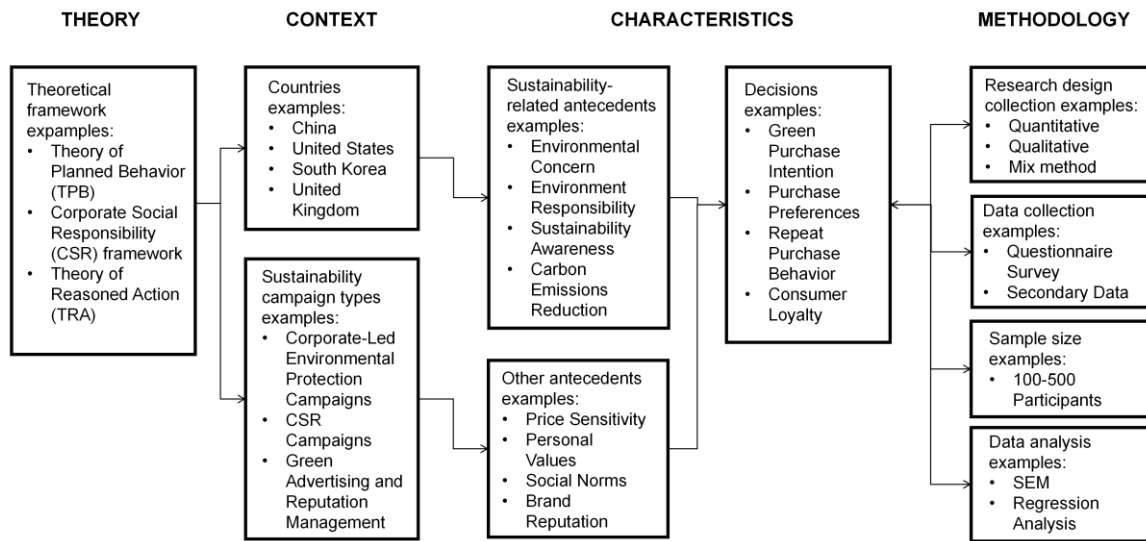 THEORY
CONTEXT
CHARACTERISTICS
METHODOLOGY
Theoretical
framework
expamples:
• Theory of
Planned Behavior
(TPB)
• Corporate Social
Responsibility
(CSR) framework
• Theory of
Reasoned Action
(TRA)
Countries
examples:
• China
• United States
• South Korea
• United
Kingdom
Sustainability
campaign types
examples:
• Corporate-Led
Environmental
Protection
Campaigns
• CSR
Campaigns
• Green
Advertising and
Reputation
Management
Sustainability-
related antecedents
examples:
• Environmental
Concern
• Environment
Responsibility
• Sustainability
Awareness
• Carbon
Emissions
Reduction
Other antecedents
examples:
• Price Sensitivity
• Personal
Values
• Social Norms
• Brand
Reputation
Decisions
examples:
• Green
Purchase
Intention
• Purchase
Preferences
• Repeat
Purchase
Behavior
• Consumer
Loyalty
Research design
collection examples:
• Quantitative
• Qualitative
• Mix method
Data collection
examples:
• Questionnaire
Survey
• Secondary Data
Sample size
examples:
• 100-500
Participants
Data analysis
examples:
• SEM
• Regression
Analysis